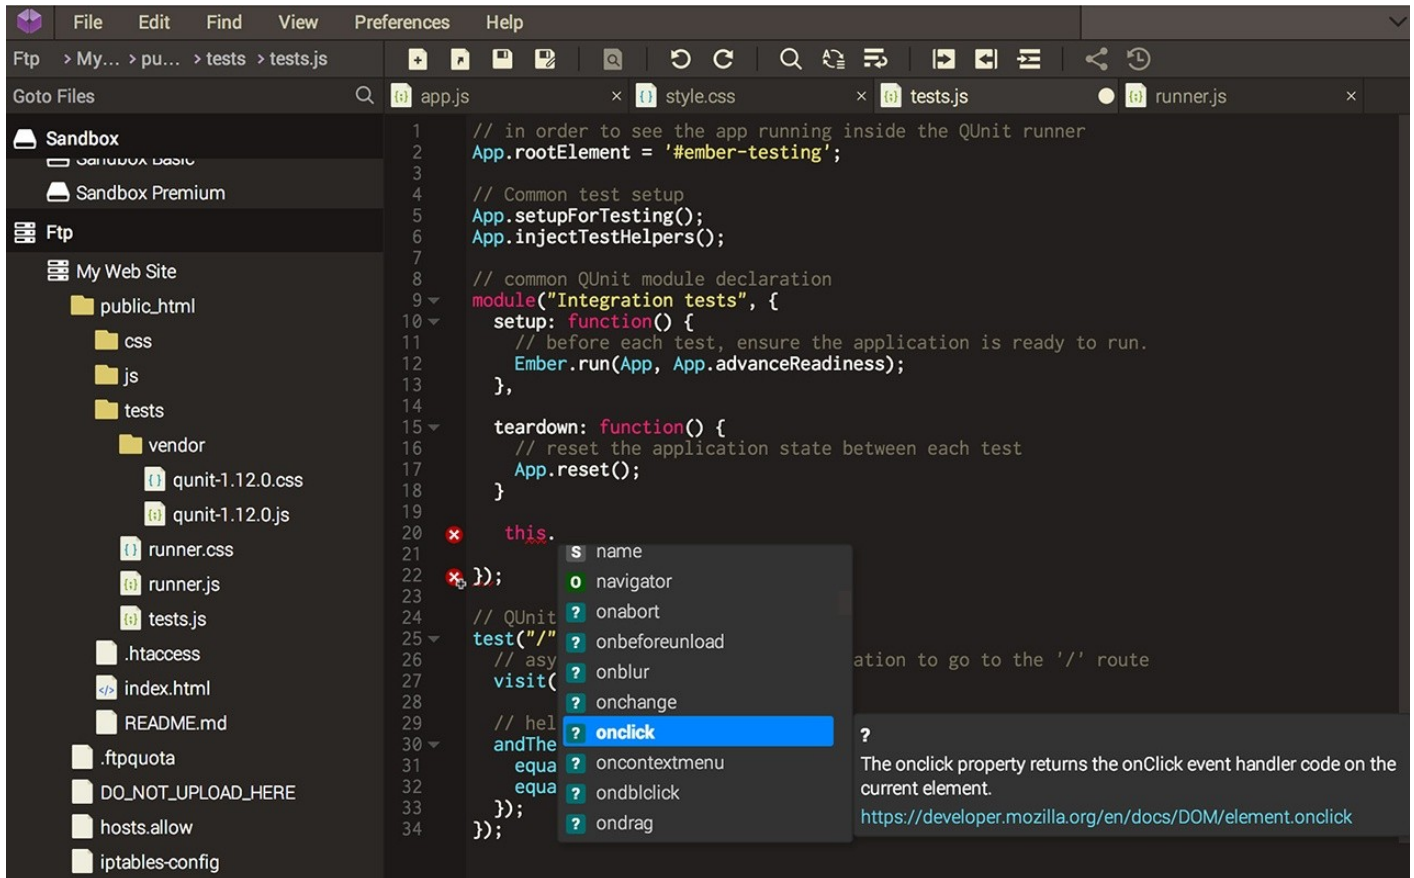 File Edit Find View Preferences Help
Ftp > My... > pu... > tests > tests.js
Goto Files
app.js × style.css × tests.js runner.js ×
Sandbox
Sandbox Basic
Sandbox Premium
Ftp
My Web Site
public_html
css
js
tests
vendor
qunit-1.12.0.css
qunit-1.12.0.js
runner.css
runner.js
tests.js
.htaccess
index.html
README.md
.ftpquota
DO_NOT_UPLOAD_HERE
hosts.allow
iptables-config
1 // in order to see the app running inside the QUnit runner
2 App.rootElement = '#ember-testing';
3
4 // Common test setup
5 App.setupForTesting();
6 App.injectTestHelpers();
7
8 // common QUnit module declaration
9 module("Integration tests", {
10 setup: function() {
11 // before each test, ensure the application is ready to run.
12 Ember.run(App, App.advanceReadiness);
13 },
14
15 teardown: function() {
16 // reset the application state between each test
17 App.reset();
18 }
19
20 this.
21
22 });
23
24 // QUnit
25 test("/"
26 // asy ation to go to the '/' route
27 visit(
28
29 // hel
30 andThe
31 equa
32 equa
33 });
34 });
S name
O navigator
? onabort
? onbeforeunload
? onblur
? onchange
? onclick
? oncontextmenu
? ondblclick
? ondrag
?
The onclick property returns the onClick event handler code on the
current element.
https://developer.mozilla.org/en/docs/DOM/element.onclick